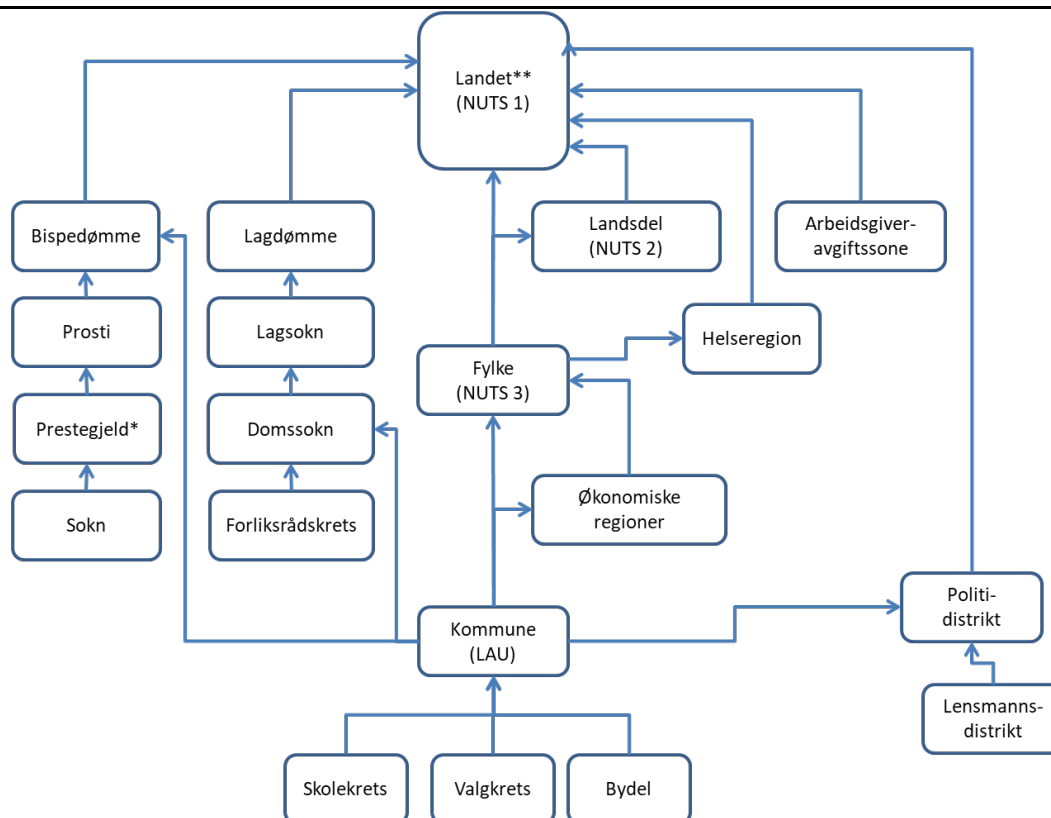 Landet**
(NUTS 1)
Bispedømme
Lagdømme
Landsdel
(NUTS 2)
Arbeidsgiver-
avgiftssone
Prosti
Lagsokn
Fylke
(NUTS 3)
Helseregion
Prestegjeld*
Domssokn
Sokn
Forliksrådskrets
Økonomiske
regioner
Kommune
(LAU)
Politi-
distrikt
Lensmanns-
distrikt
Skolekrets
Valgkrets
Bydel